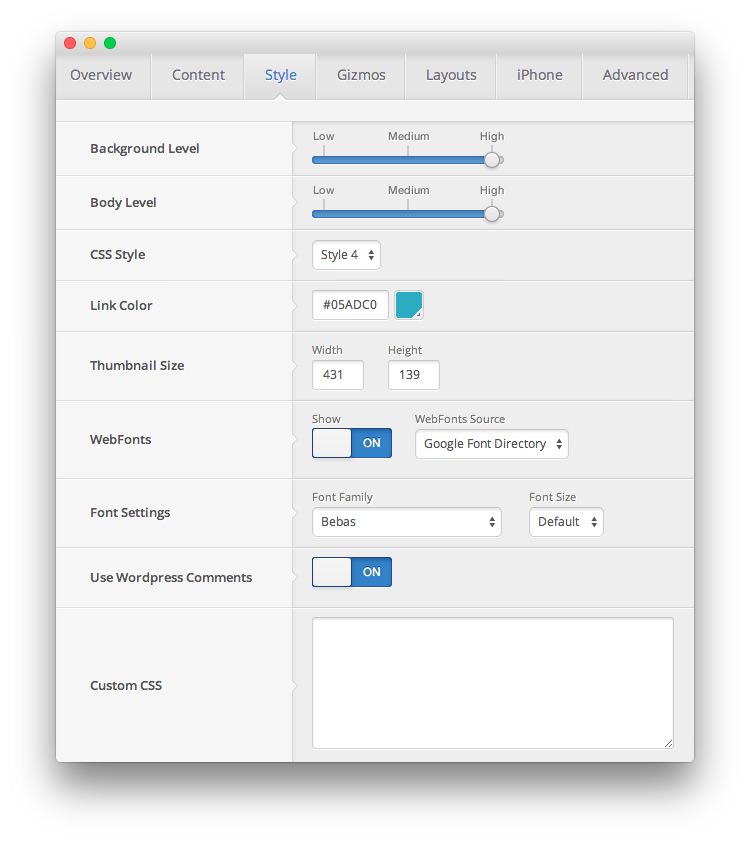 Overview Content Style Gizmos Layouts iPhone Advanced
Background Level
Low Medium High
Body Level
Low Medium High
CSS Style
Style 4
Link Color
#05ADC0
Thumbnail Size
Width Height
431 139
WebFonts
Show WebFonts Source
ON Google Font Directory
Font Settings
Font Family Font Size
Bebas Default
Use Wordpress Comments
ON
Custom CSS